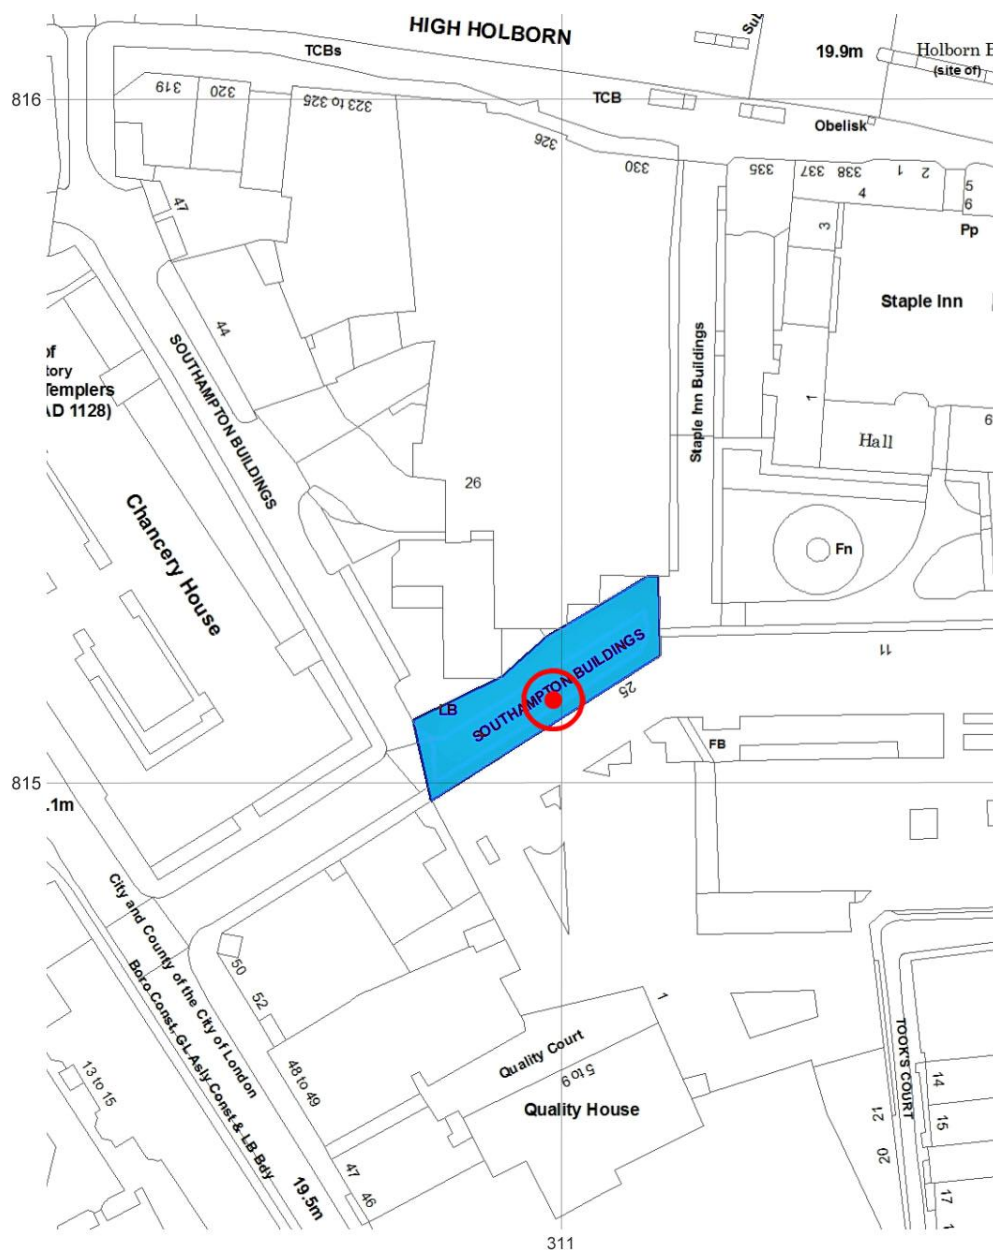 HIGH HOLBORN
TCBs
19.9m
Holborn B
(site of)
816
319
320
323 to 325
TCB
Obelisk
326
330
335
337
338
1
2
4
5
6
47
3
Pp
Staple Inn
44
SOUTHAMPTON BUILDINGS
of
tory
Templers
AD 1128)
Staple Inn Buildings
1
Hall
6
26
Chancery House
Fn
SOUTHAMPTON BUILDINGS
LB
25
11
FB
815
.1m
City and County of the City of London
Boro Const, GL Asly Const & LB Bdy
50
52
48 to 49
1
Quality Court
5 to 9
Quality House
13 to 15
TOOK'S COURT
14
15
21
20
17
1
47
46
19.5m
311